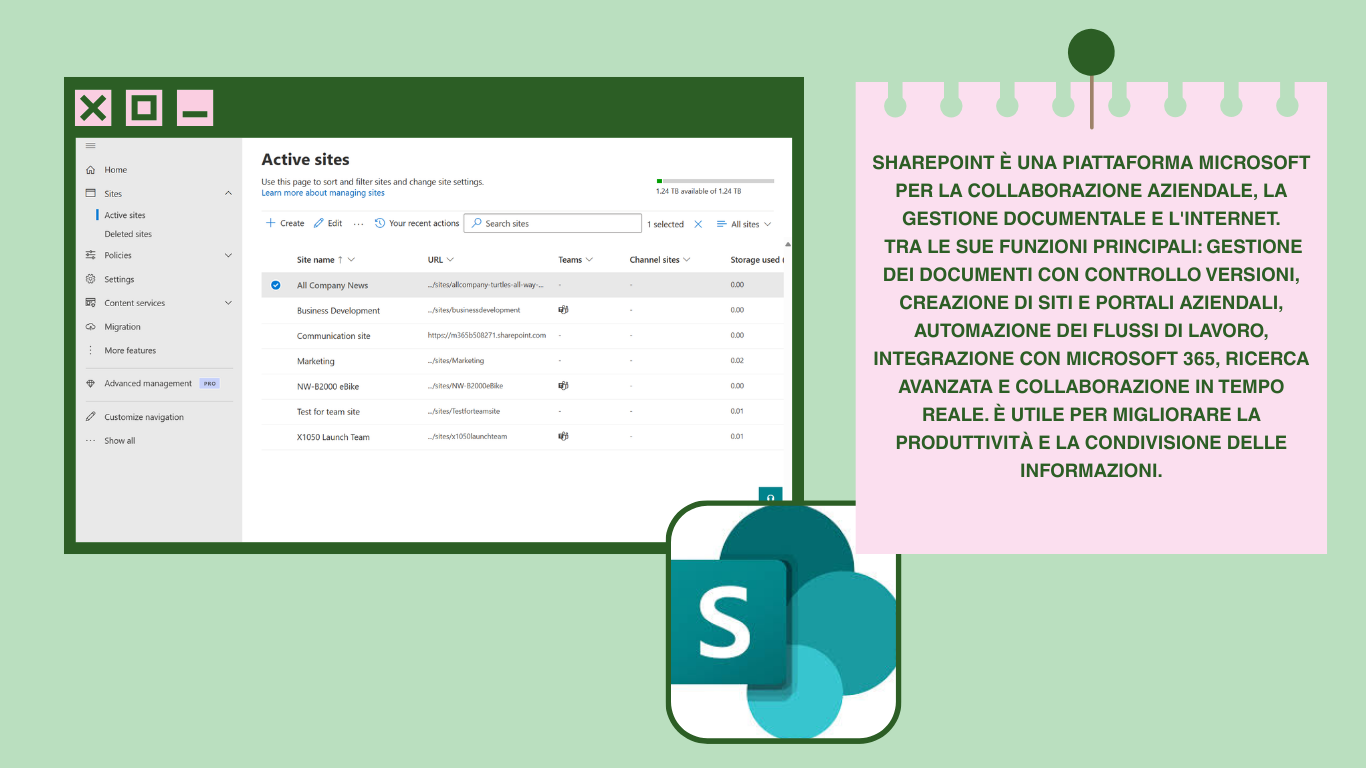 Home
Sites
Active sites
Deleted sites
Policies
Settings
Content services
Migration
More features
Advanced management PRO
Customize navigation
Show all
Active sites
Use this page to sort and filter sites and change site settings.
Learn more about managing sites
1.24 TB available of 1.24 TB
+ Create Edit ... Your recent actions Search sites 1 selected × All sites
Site name ↑ URL Teams Channel sites Storage used (
All Company News .../sites/allcompany-turtles-all-way-... - - 0.00
Business Development .../sites/businessdevelopment - 0.00
Communication site https://m365b508271.sharepoint.com - - 0.00
Marketing .../sites/Marketing - - 0.02
NW-B2000 eBike .../sites/NW-B2000eBike - 0.00
Test for team site .../sites/Testforteamsite - - 0.01
X1050 Launch Team .../sites/x1050launchteam - 0.01
S
SHAREPOINT È UNA PIATTAFORMA MICROSOFT
PER LA COLLABORAZIONE AZIENDALE, LA
GESTIONE DOCUMENTALE E L'INTERNET.
TRA LE SUE FUNZIONI PRINCIPALI: GESTIONE
DEI DOCUMENTI CON CONTROLLO VERSIONI,
CREAZIONE DI SITI E PORTALI AZIENDALI,
AUTOMAZIONE DEI FLUSSI DI LAVORO,
INTEGRAZIONE CON MICROSOFT 365, RICERCA
AVANZATA E COLLABORAZIONE IN TEMPO
REALE. È UTILE PER MIGLIORARE LA
PRODUTTIVITÀ E LA CONDIVISIONE DELLE
INFORMAZIONI.